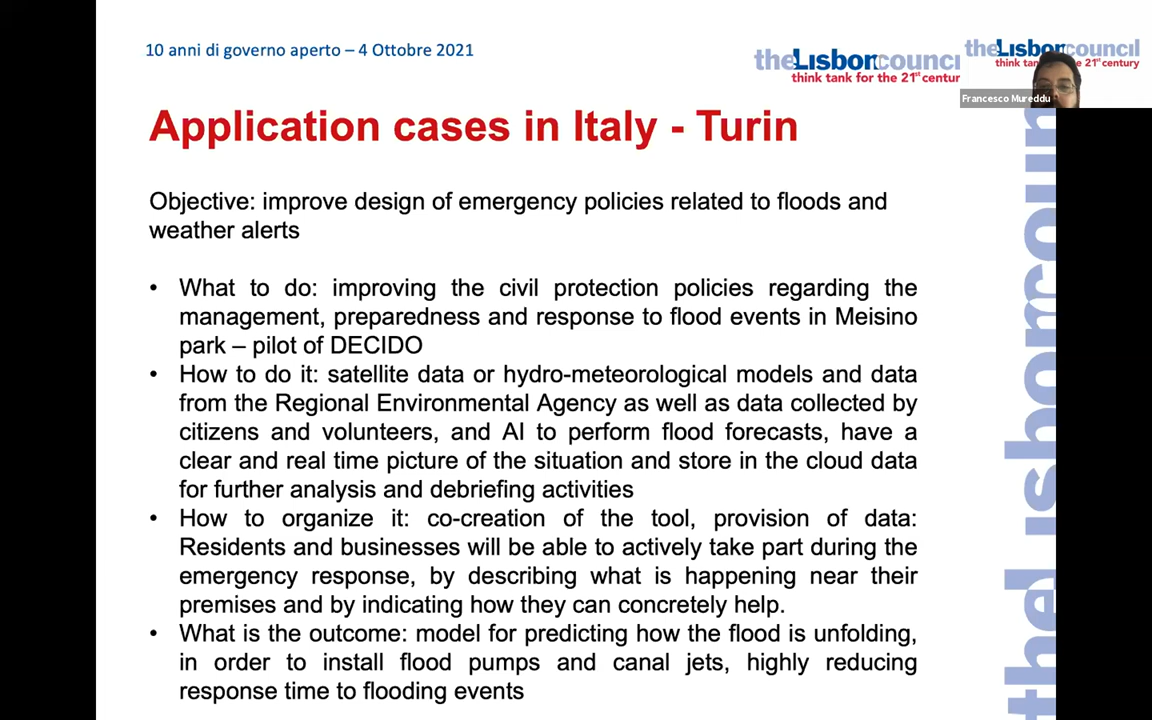 10 anni di governo aperto – 4 Ottobre 2021
theLisboncounci
think tank for the 21st centur
theLisboncouncil
think tan e 21st century
Francesco Mureddu
Application cases in Italy - Turin
Objective: improve design of emergency policies related to floods and
weather alerts
• What to do: improving the civil protection policies regarding the
management, preparedness and response to flood events in Meisino
park – pilot of DECIDO
• How to do it: satellite data or hydro-meteorological models and data
from the Regional Environmental Agency as well as data collected by
citizens and volunteers, and AI to perform flood forecasts, have a
clear and real time picture of the situation and store in the cloud data
for further analysis and debriefing activities
• How to organize it: co-creation of the tool, provision of data:
Residents and businesses will be able to actively take part during the
emergency response, by describing what is happening near their
premises and by indicating how they can concretely help.
• What is the outcome: model for predicting how the flood is unfolding,
in order to install flood pumps and canal jets, highly reducing
response time to flooding events
the lisboncoun